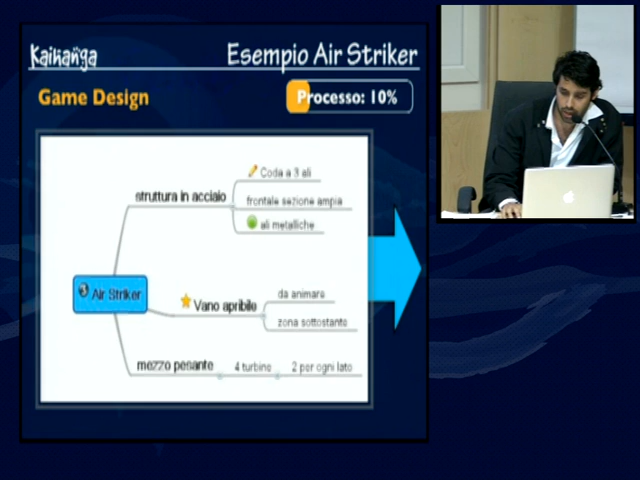 Kaihanga
Esempio Air Striker
Game Design
Processo: 10%
Coda a 3 ali
struttura in acciaio
frontale sezione ampia
ali metalliche
Air Striker
Vano apribile
da animare
zona sottostante
mezzo pesante
4 turbine
2 per ogni lato